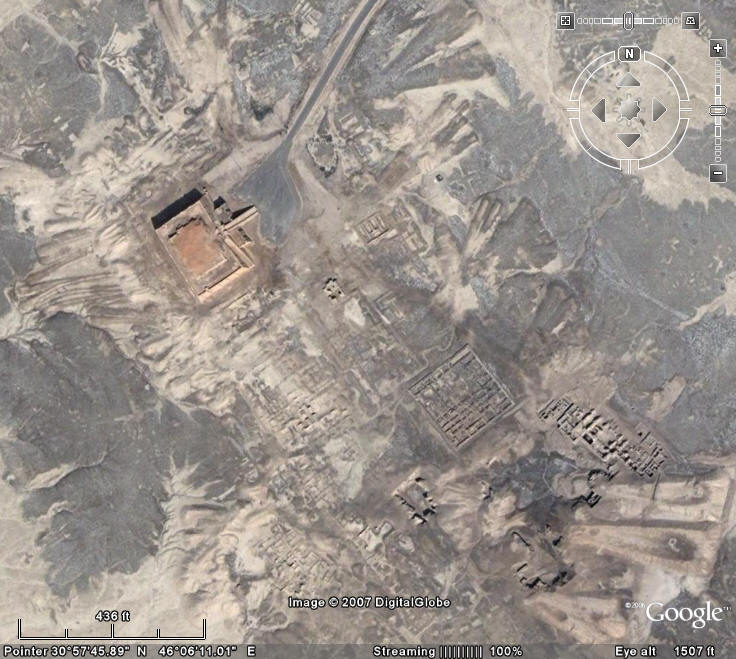 N
436 ft
Image © 2007 DigitalGlobe
Google™
Pointer 30°57'45.89" N 46°06'11.01" E Streaming |||||||||| 100% Eye alt 1507 ft